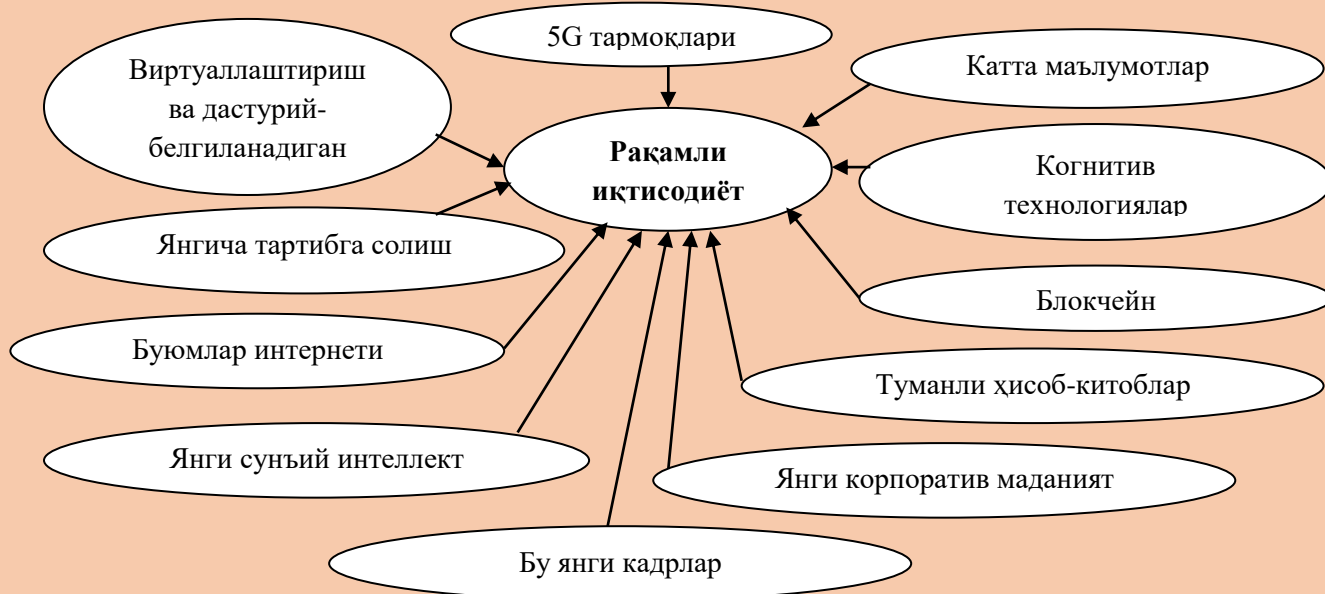 5G тармоқлари
Виртуаллаштириш
ва дастурий-
белгиланадиган
Катта маълумотлар
Рақамли
иқтисодиёт
Когнитив
технологиялар
Янгича тартибга солиш
Блокчейн
Буюмлар интернети
Туманли ҳисоб-китоблар
Янги сунъий интеллект
Янги корпоратив маданият
Бу янги кадрлар